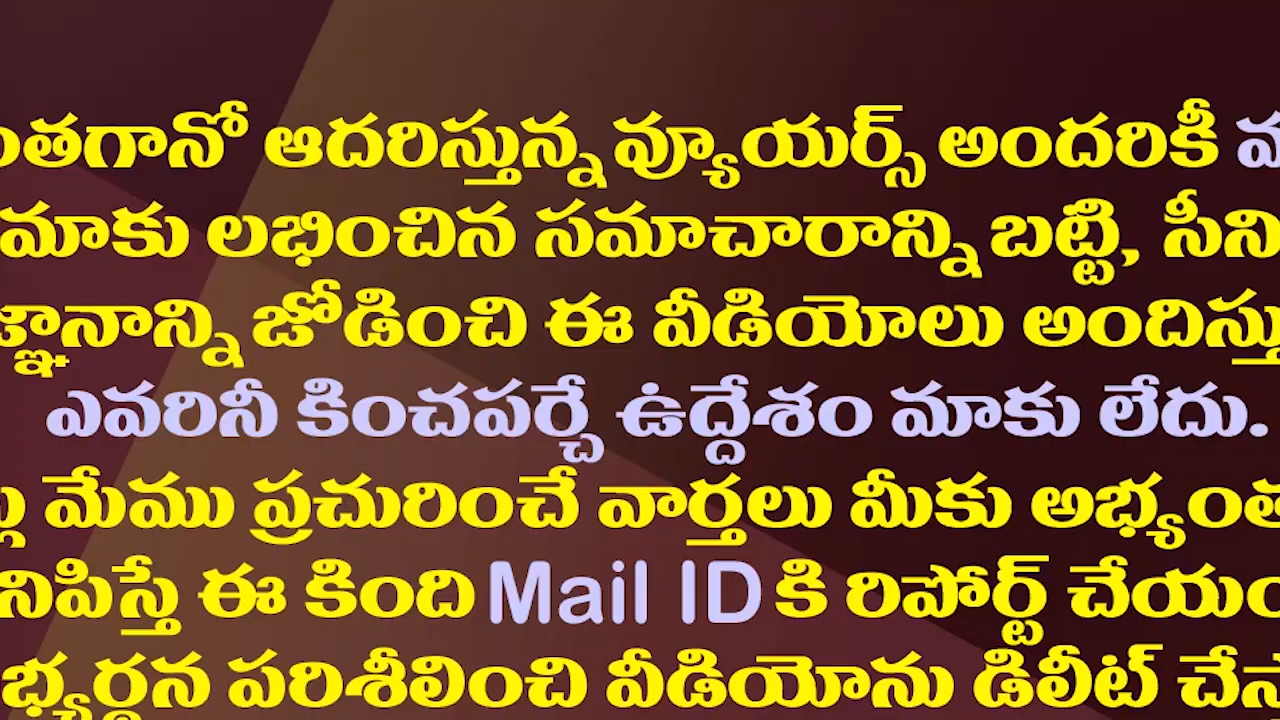 ఆదరిస్తున్న వ్యూయర్స్ అందరికీ
మాకు లభించిన సమాచారాన్ని బట్టి,
జోడించి ఈ వీడియోలు
ఎవరినీ కించపర్చే ఉద్దేశం మాకు లేదు.
మేము ప్రచురించే వార్తలు మీకు
ఈ కింది Mail ID కి రిపోర్ట్
పరిశీలించి వీడియోను డిలీట్